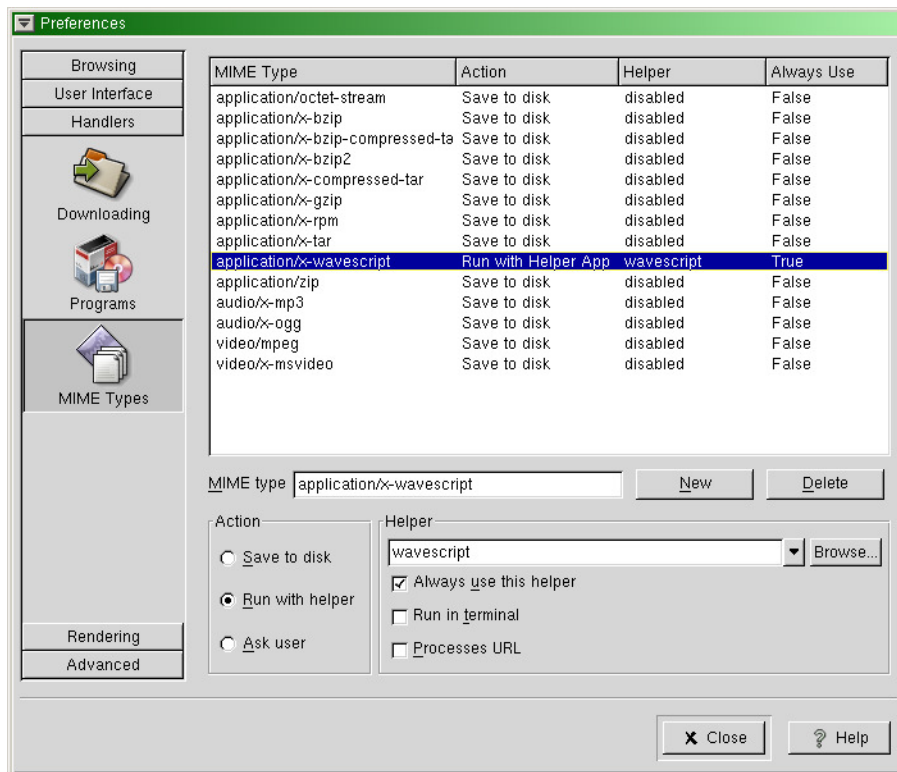 Preferences
Browsing
User Interface
Handlers
Downloading
Programs
MIME Types
Rendering
Advanced
MIME Type Action Helper Always Use
application/octet-stream Save to disk disabled False
application/x-bzip Save to disk disabled False
application/x-bzip-compressed-ta Save to disk disabled False
application/x-bzip2 Save to disk disabled False
application/x-compressed-tar Save to disk disabled False
application/x-gzip Save to disk disabled False
application/x-rpm Save to disk disabled False
application/x-tar Save to disk disabled False
application/x-wavescript Run with Helper App wavescript True
application/zip Save to disk disabled False
audio/x-mp3 Save to disk disabled False
audio/x-ogg Save to disk disabled False
video/mpeg Save to disk disabled False
video/x-msvideo Save to disk disabled False
MIME type application/x-wavescript New Delete
Action
Save to disk
Run with helper
Ask user
Helper
wavescript Browse...
Always use this helper
Run in terminal
Processes URL
Close Help